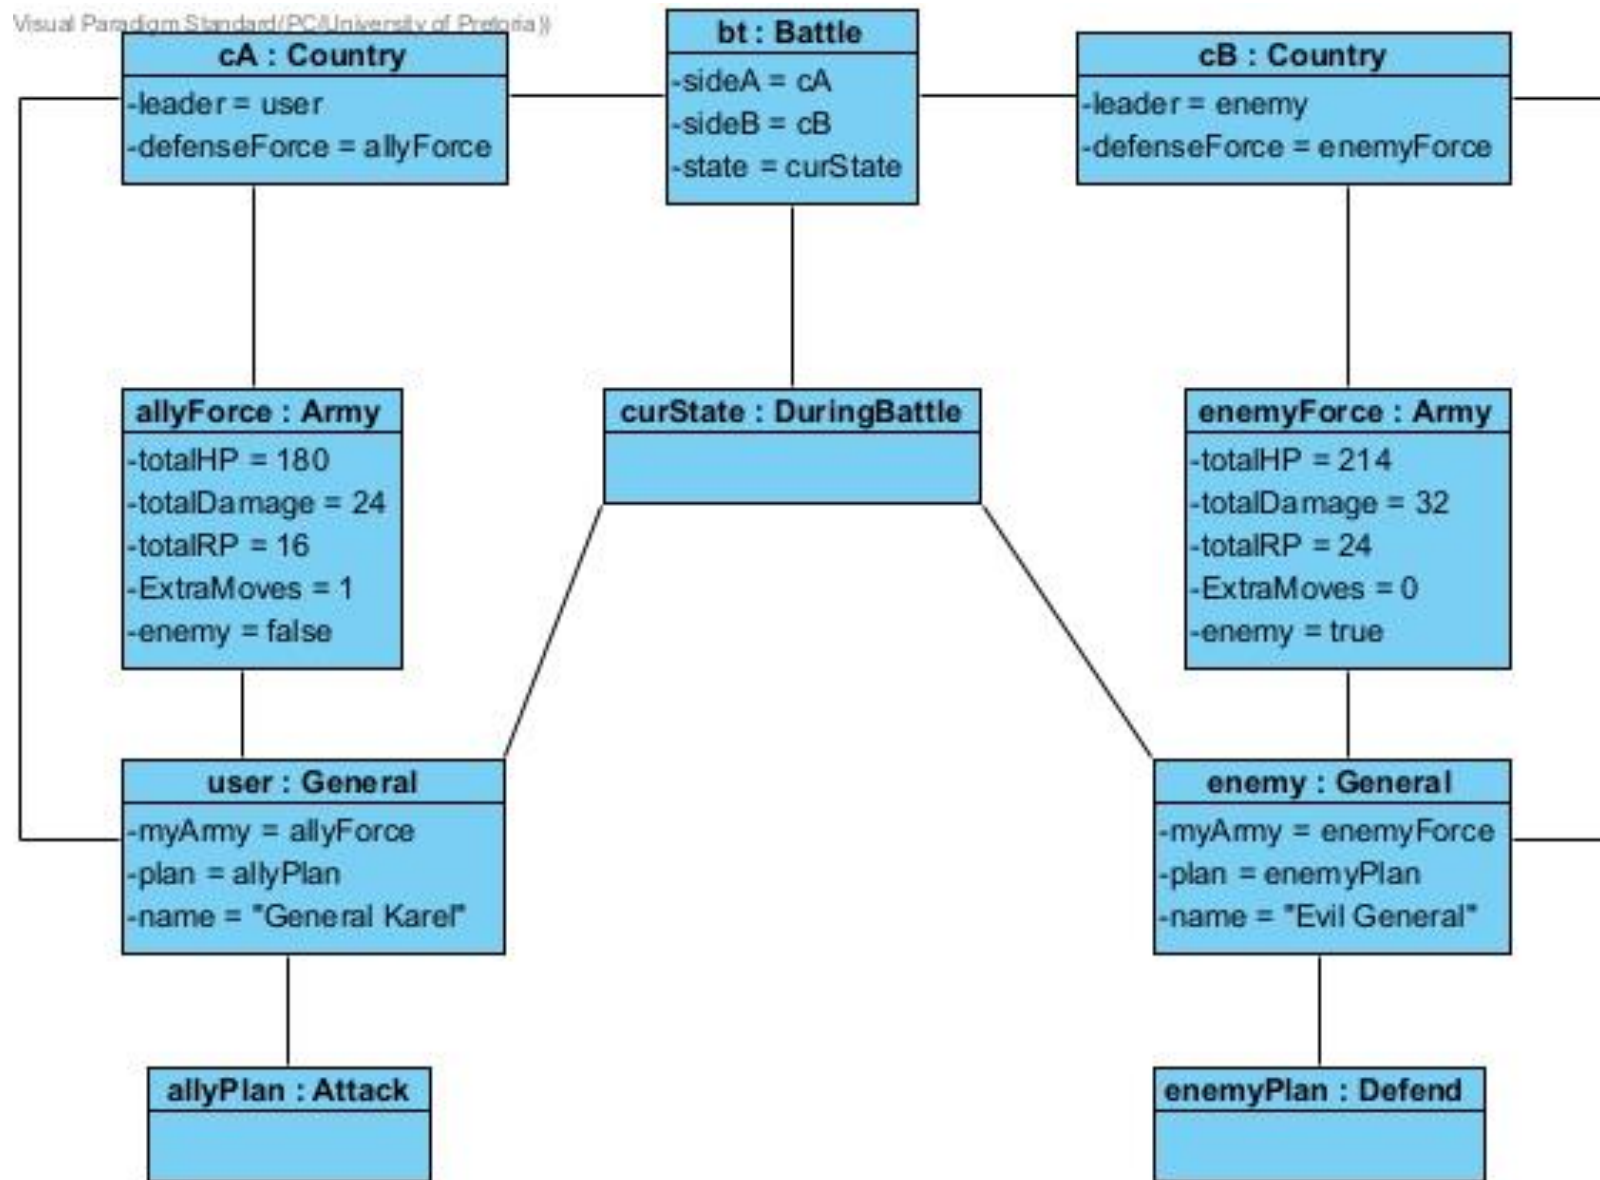 Visual Paradigm Standard(PC(University of Pretoria))
cA : Country
-leader = user
-defenseForce = allyForce
bt : Battle
-sideA = cA
-sideB = cB
-state = curState
cB : Country
-leader = enemy
-defenseForce = enemyForce
allyForce : Army
-totalHP = 180
-totalDamage = 24
-totalRP = 16
-ExtraMoves = 1
-enemy = false
curState : DuringBattle
enemyForce : Army
-totalHP = 214
-totalDamage = 32
-totalRP = 24
-ExtraMoves = 0
-enemy = true
user : General
-myArmy = allyForce
-plan = allyPlan
-name = "General Karel"
enemy : General
-myArmy = enemyForce
-plan = enemyPlan
-name = "Evil General"
allyPlan : Attack
enemyPlan : Defend